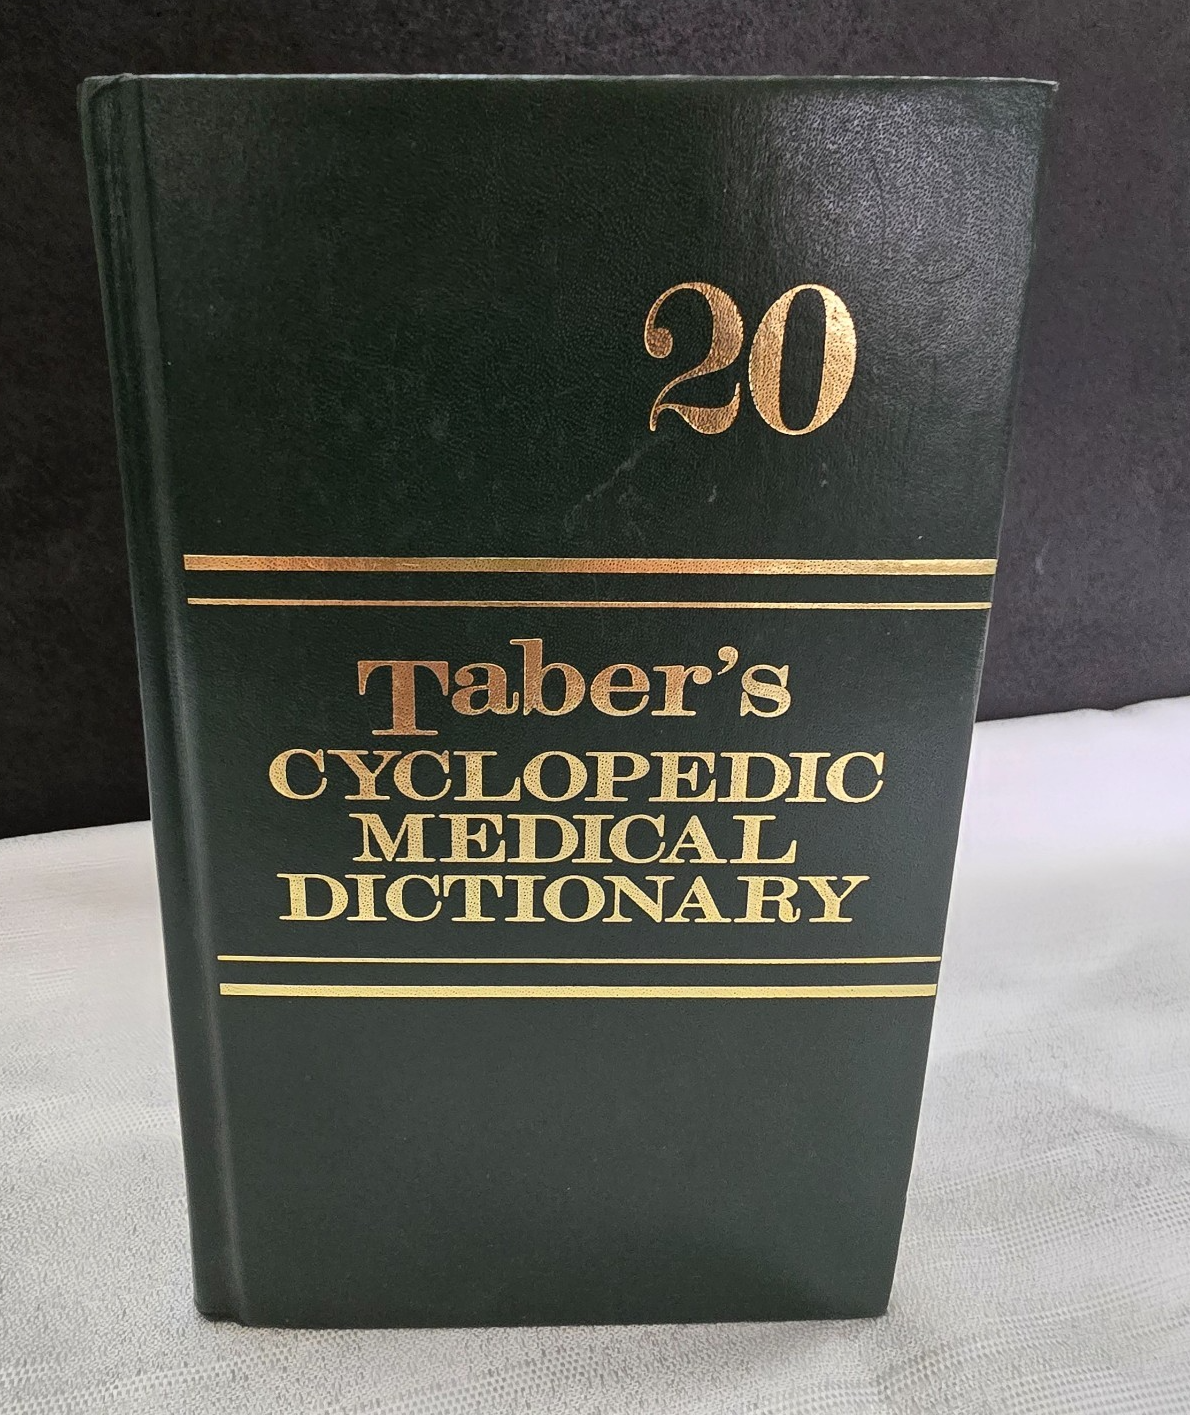 20
Taber's
CYCLOPEDIC
MEDICAL
DICTIONARY